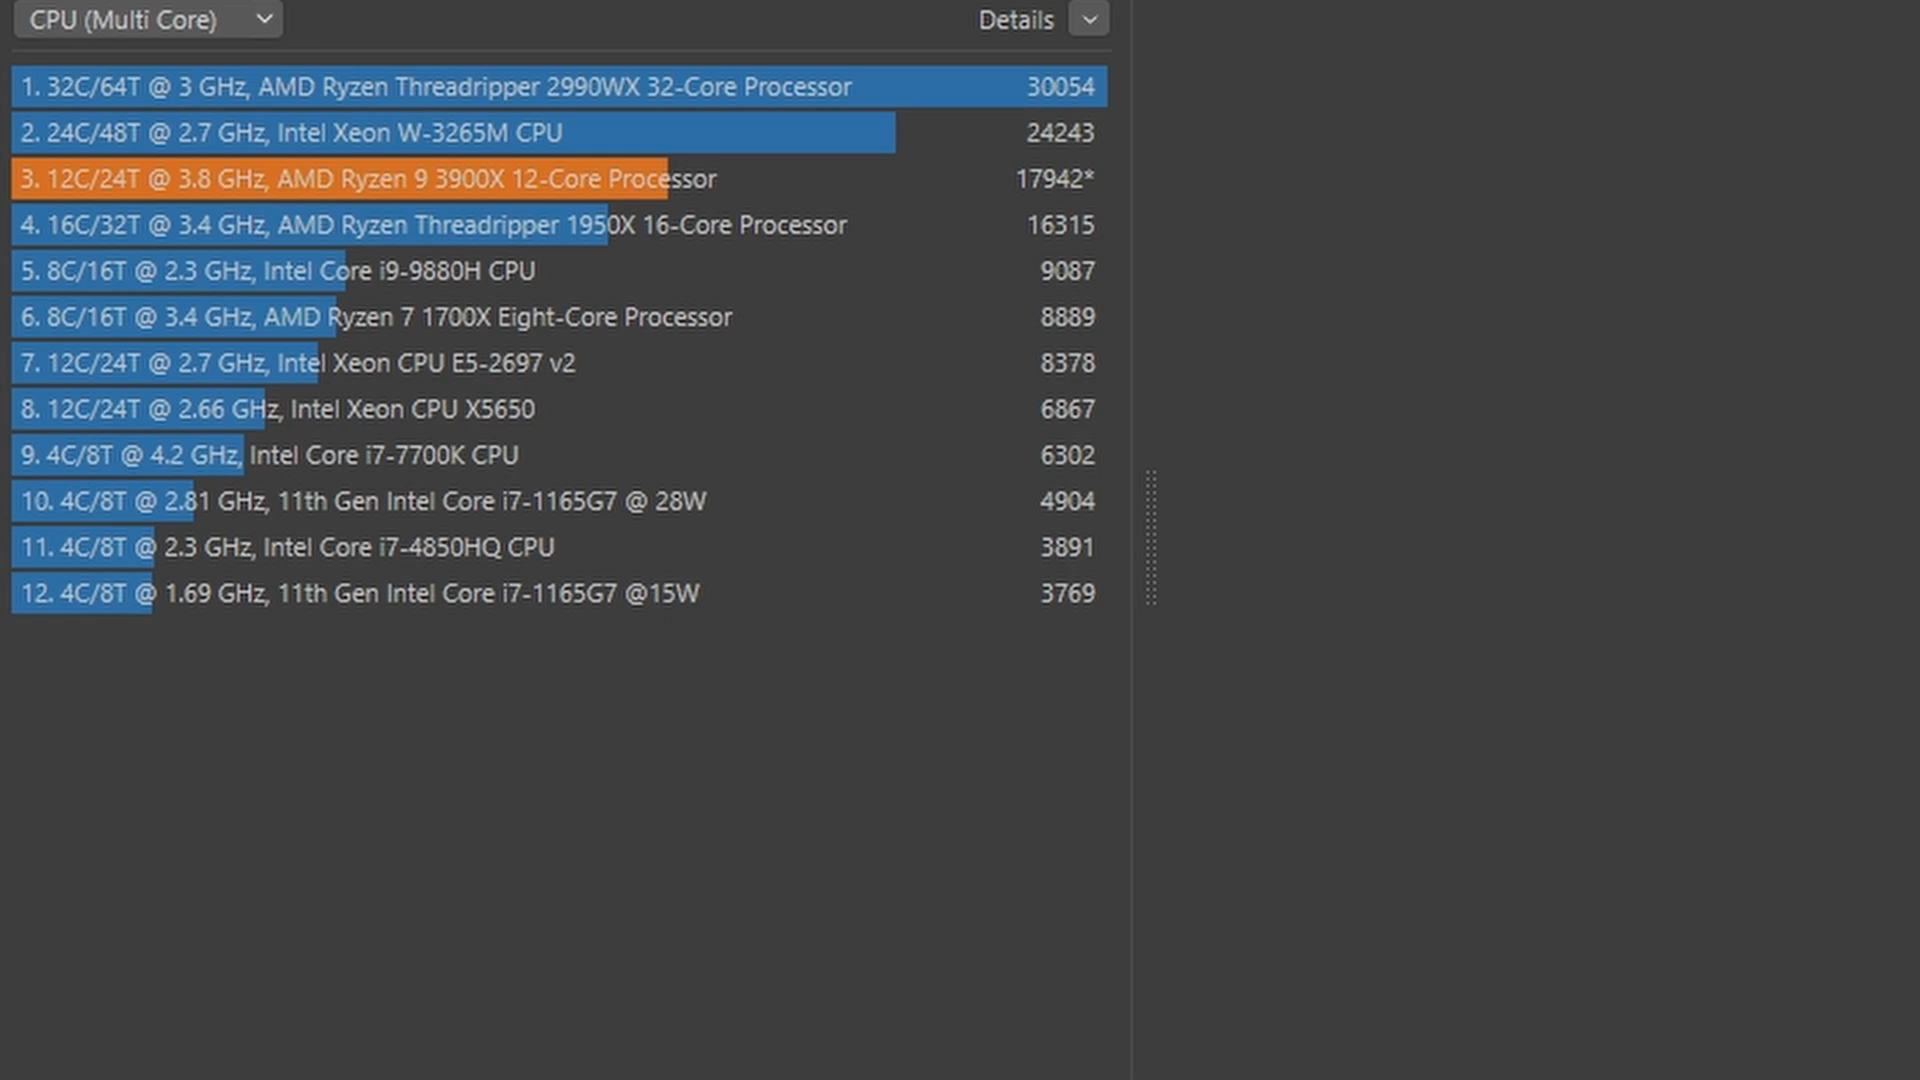 CPU (Multi Core)
Details
1. 32C/64T @ 3 GHz, AMD Ryzen Threadripper 2990WX 32-Core Processor 30054
2. 24C/48T @ 2.7 GHz, Intel Xeon W-3265M CPU 24243
3. 12C/24T @ 3.8 GHz, AMD Ryzen 9 3900X 12-Core Processor 17942*
4. 16C/32T @ 3.4 GHz, AMD Ryzen Threadripper 1950X 16-Core Processor 16315
5. 8C/16T @ 2.3 GHz, Intel Core i9-9880H CPU 9087
6. 8C/16T @ 3.4 GHz, AMD Ryzen 7 1700X Eight-Core Processor 8889
7. 12C/24T @ 2.7 GHz, Intel Xeon CPU E5-2697 v2 8378
8. 12C/24T @ 2.66 GHz, Intel Xeon CPU X5650 6867
9. 4C/8T @ 4.2 GHz, Intel Core i7-7700K CPU 6302
10. 4C/8T @ 2.81 GHz, 11th Gen Intel Core i7-1165G7 @ 28W 4904
11. 4C/8T @ 2.3 GHz, Intel Core i7-4850HQ CPU 3891
12. 4C/8T @ 1.69 GHz, 11th Gen Intel Core i7-1165G7 @15W 3769